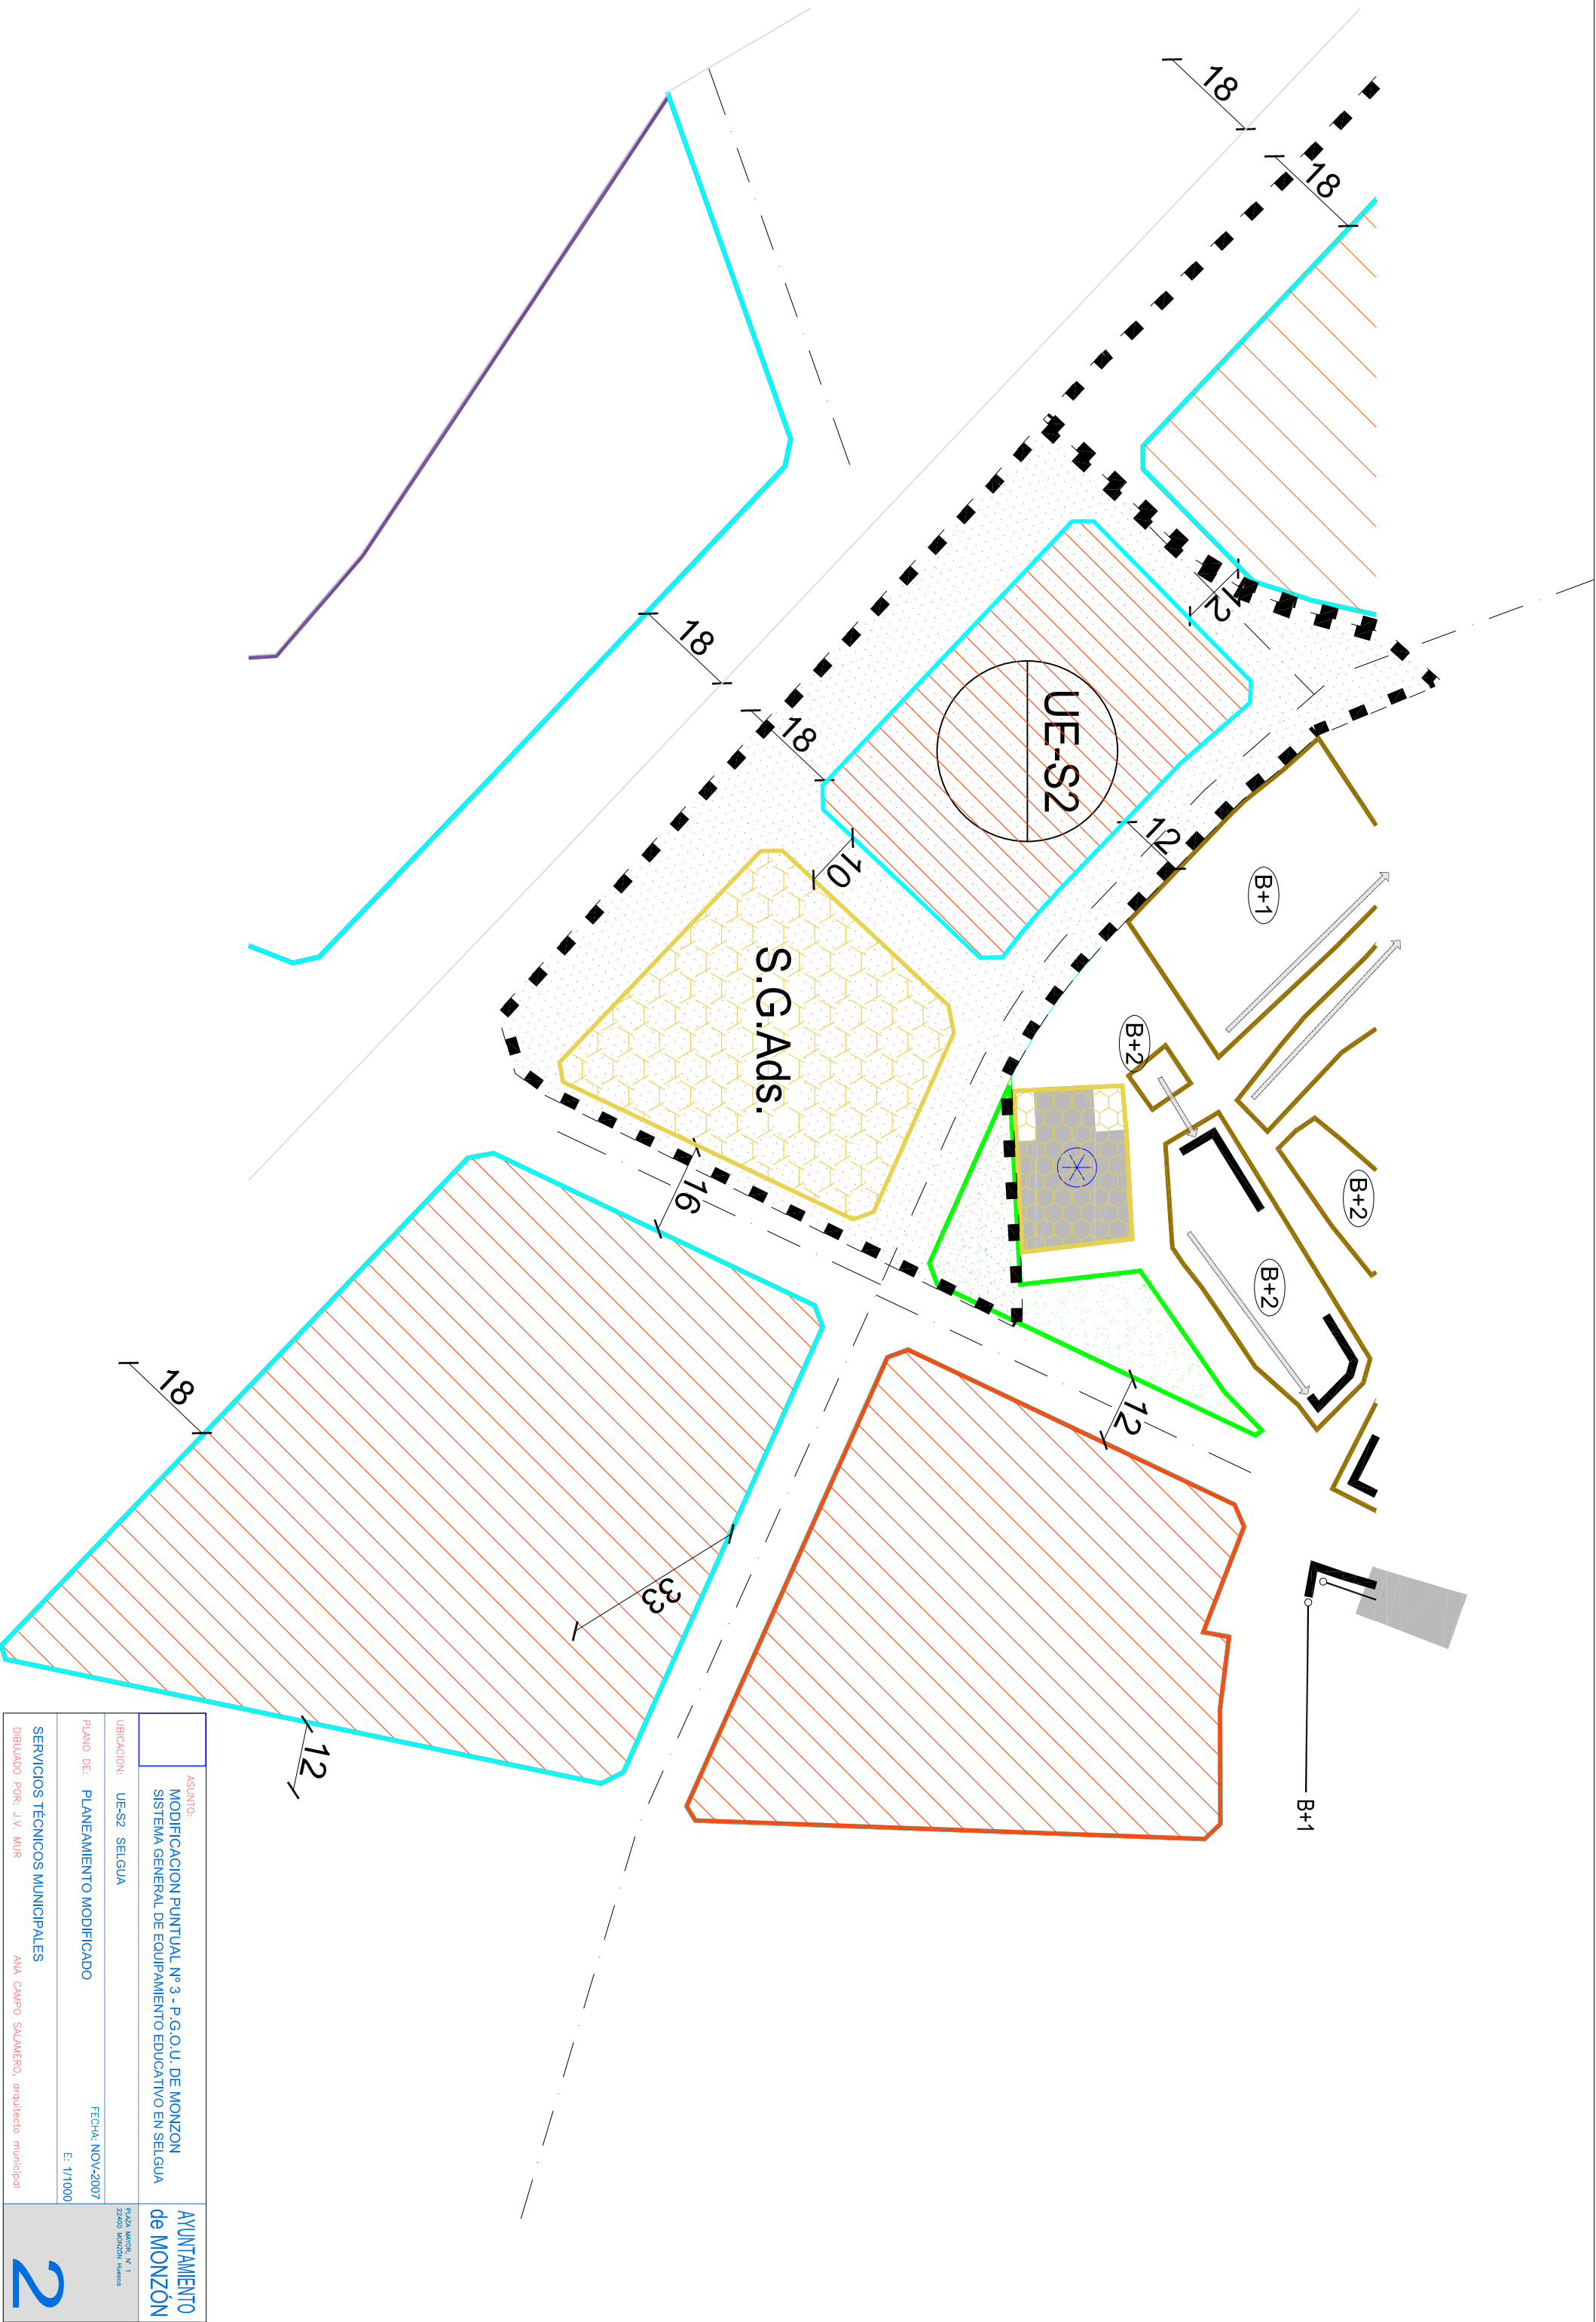 18
18
12
UE-S2
18
18
12
10
B+1
S.G.Ads.
B+2
B+2
B+2
16
12
18
33
12
B+1
ASUNTO:
MODIFICACION PUNTUAL Nº 3 - P.G.O.U. DE MONZON
SISTEMA GENERAL DE EQUIPAMIENTO EDUCATIVO EN SELGUA
UBICACION: UE-S2 SELGUA
PLANO DE: PLANEAMIENTO MODIFICADO
FECHA: NOV-2007
E: 1/1000
SERVICIOS TÉCNICOS MUNICIPALES
DIBUJADO POR: J.V. MUR
ANA CAMPO SALAMERO, arquitecto municipal
AYUNTAMIENTO
de MONZÓN
PLAZA MAYOR, Nº 1
22400 MONZÓN Huesca
2